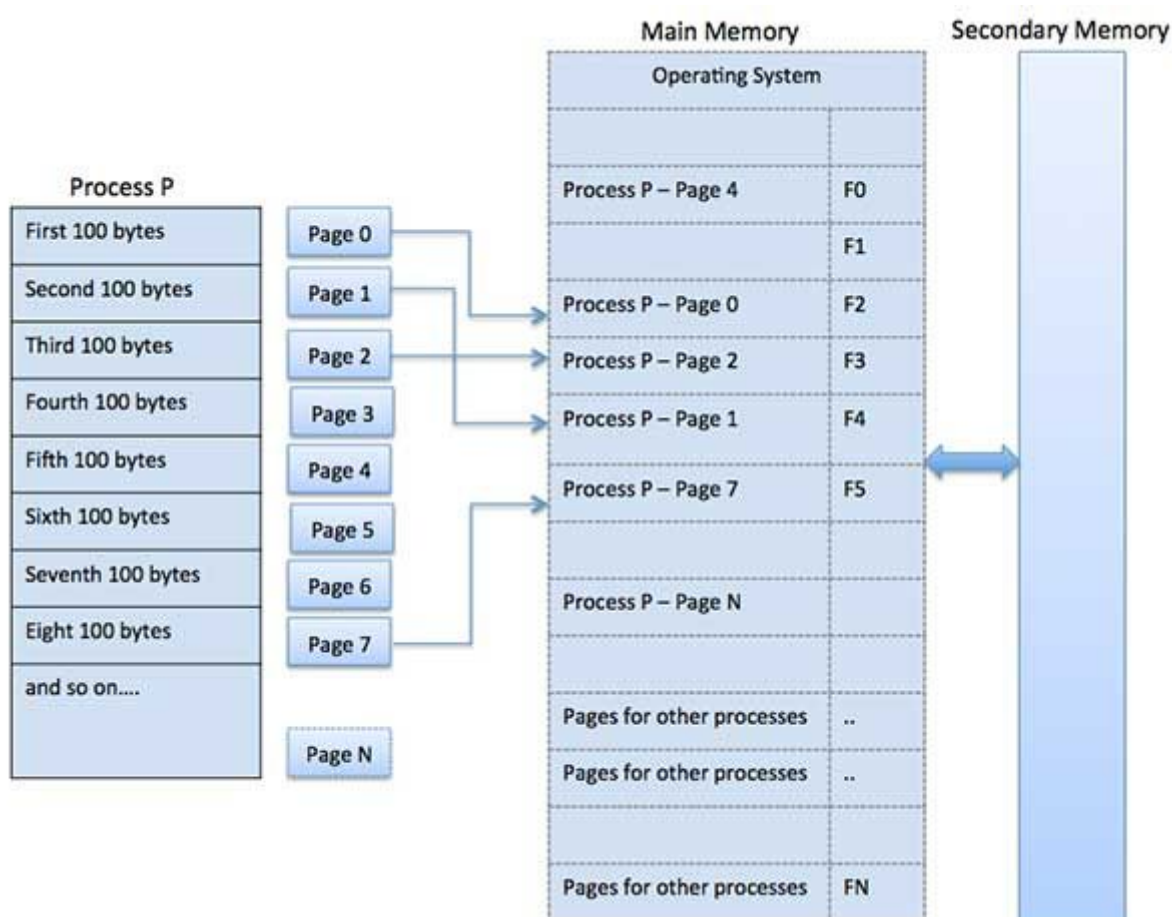 Main Memory
Secondary Memory
Operating System
Process P
First 100 bytes
Second 100 bytes
Third 100 bytes
Fourth 100 bytes
Fifth 100 bytes
Sixth 100 bytes
Seventh 100 bytes
Eight 100 bytes
and so on....
Page 0
Page 1
Page 2
Page 3
Page 4
Page 5
Page 6
Page 7
Page N
Process P – Page 4 F0
F1
Process P – Page 0 F2
Process P – Page 2 F3
Process P – Page 1 F4
Process P – Page 7 F5
Process P – Page N
Pages for other processes ..
Pages for other processes ..
Pages for other processes FN